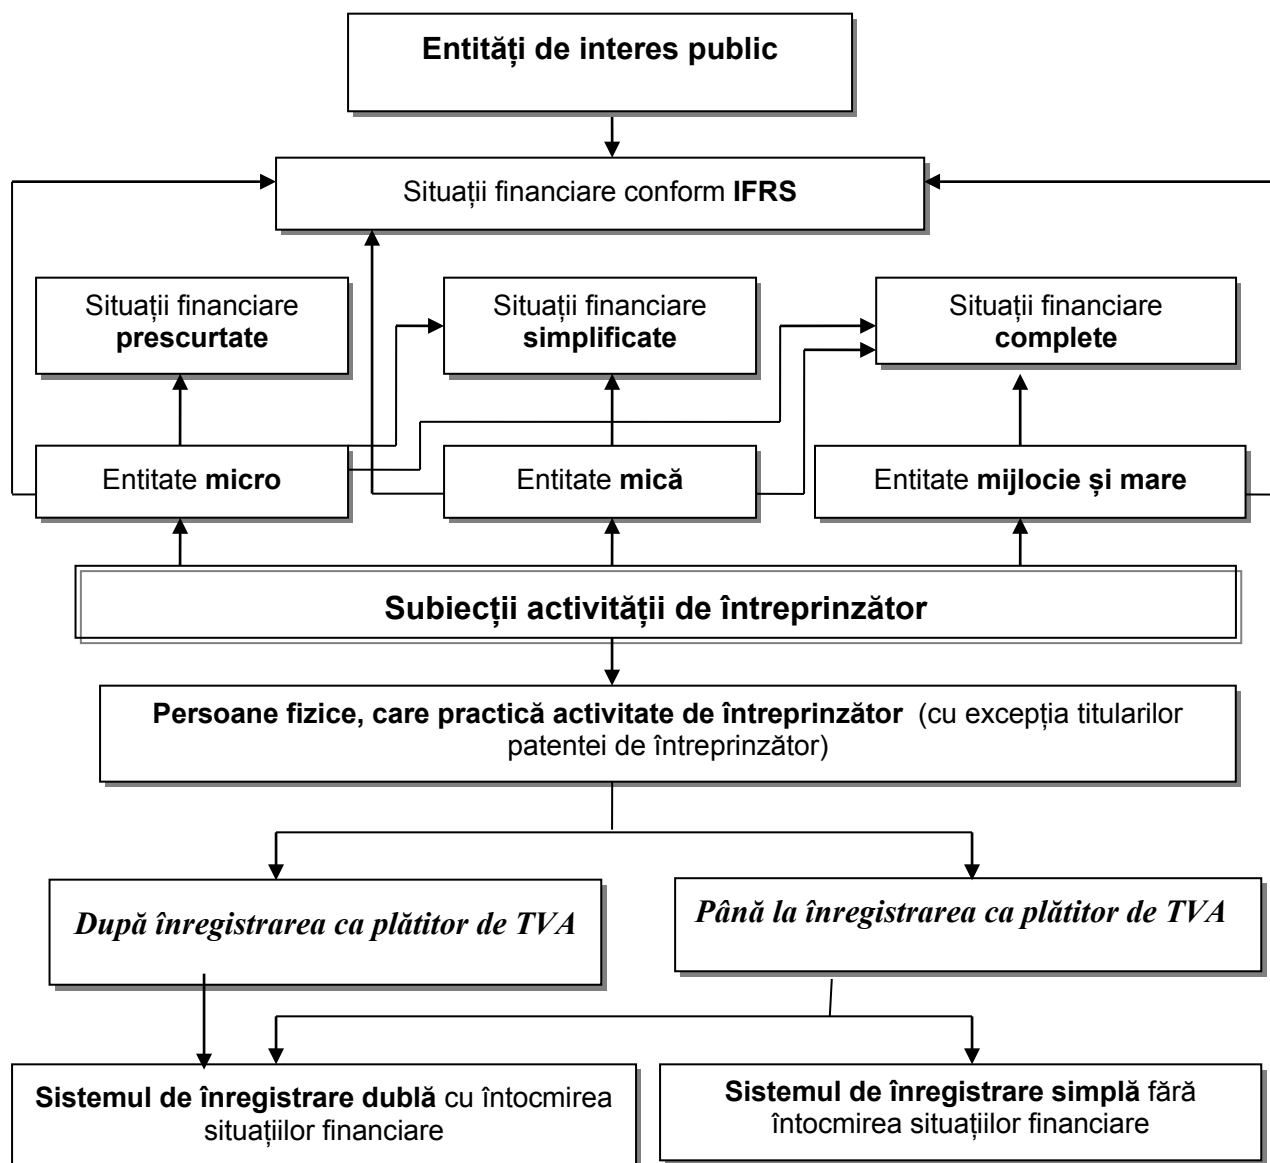 Entități de interes public
Situații financiare conform IFRS
Situații financiare
prescurtate
Situații financiare
simplificate
Situații financiare
complete
Entitate micro
Entitate mică
Entitate mijlocie și mare
Subiecții activității de întreprinzător
Persoane fizice, care practică activitate de întreprinzător (cu excepția titularilor
patentei de întreprinzător)
După înregistrarea ca plătitor de TVA
Până la înregistrarea ca plătitor de TVA
Sistemul de înregistrare dublă cu întocmirea
situațiilor financiare
Sistemul de înregistrare simplă fără
întocmirea situațiilor financiare